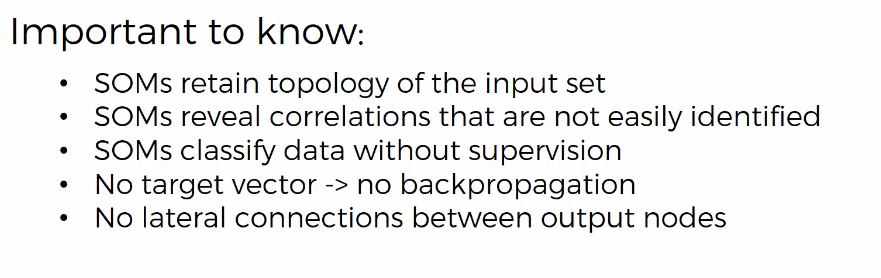 Important to know:
• SOMs retain topology of the input set
• SOMs reveal correlations that are not easily identified
• SOMs classify data without supervision
• No target vector -> no backpropagation
• No lateral connections between output nodes